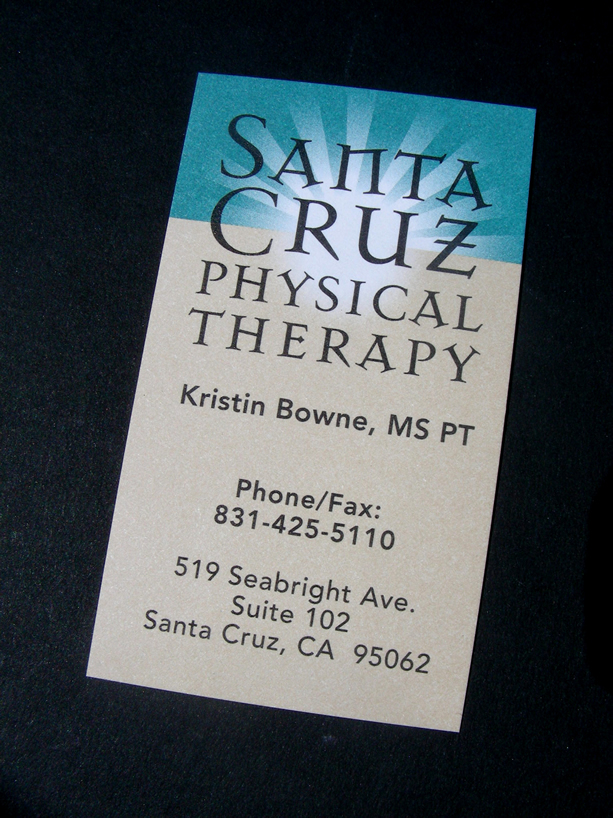 SANTA
CRUZ
PHYSICAL
THERAPY
Kristin Bowne, MS PT
Phone/Fax:
831-425-5110
519 Seabright Ave.
Suite 102
Santa Cruz, CA 95062